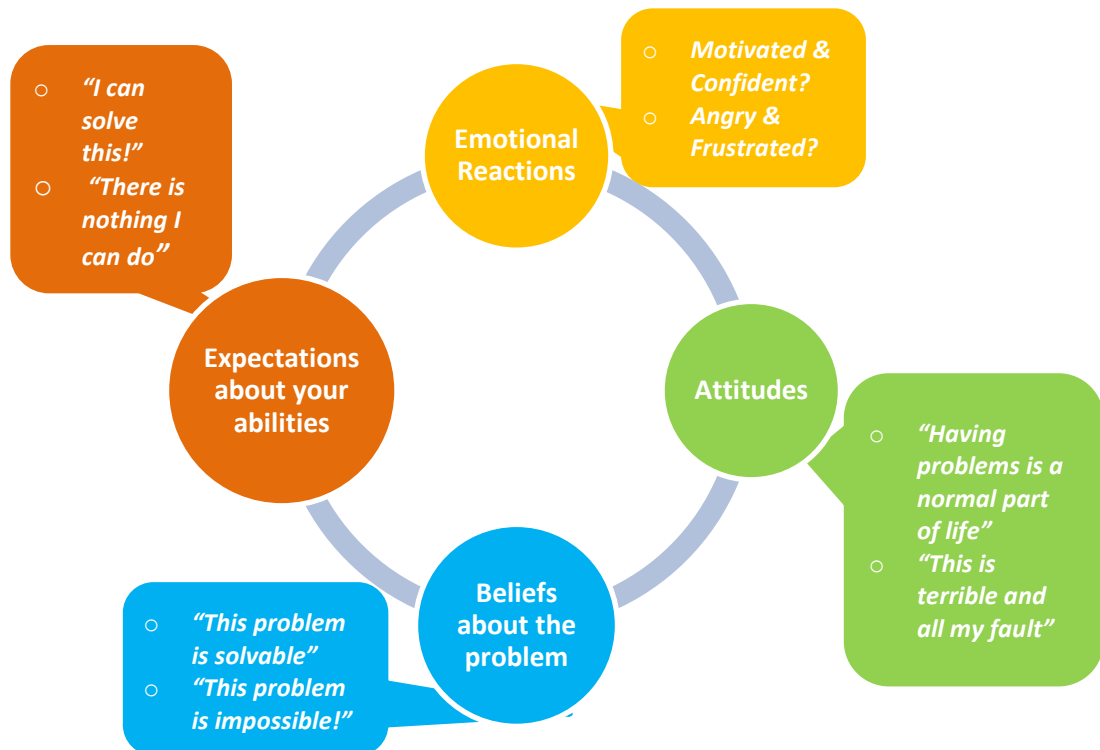 Emotional
Reactions
o “Motivated &
Confident?
o Angry &
Frustrated?
o “I can
solve
this!”
o “There is
nothing I
can do”
Expectations
about your
abilities
Attitudes
o “Having
problems is a
normal part
of life”
o “This is
terrible and
all my fault”
Beliefs
about the
problem
o “This problem
is solvable”
o “This problem
is impossible!”